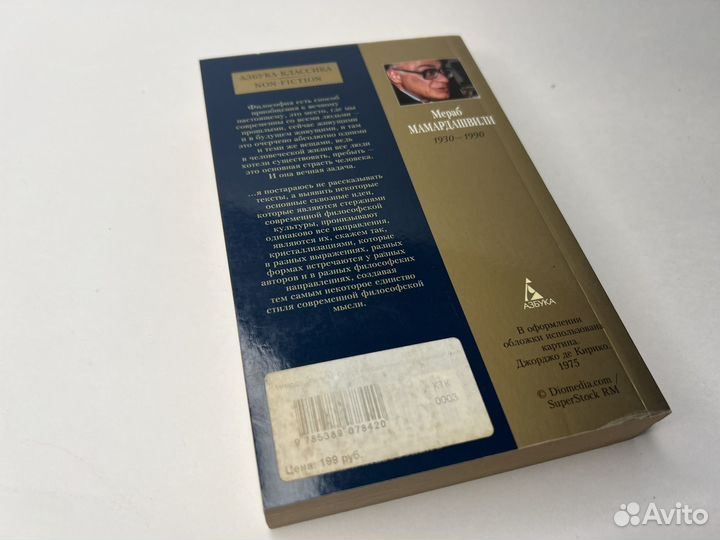 АЗБУКА-КЛАССИКА
NON-FICTION
Философия есть способ
приобщения к вечному
настоящему, это место, где мы
современны со всеми людьми —
прошлыми, сейчас живущими
и в будущем живущими, и там
это очерчено абсолютно одними
и теми же вещами, ведь
в человеческой жизни все люди
хотели существовать, пребыть —
это основная страсть человека.
И она вечная задача.
...я постараюсь не рассказывать
тексты, а выявить некоторые
основные сквозные идеи,
которые являются стержнями
современной философской
культуры, пронизывают
одинаково все направления,
являются их, скажем так,
кристаллизациями, которые
в разных выражениях, разных
формах встречаются у разных
авторов и в разных философских
направлениях, создавая
тем самым некоторое единство
стиля современной философской
мысли.
Мераб
МАМАРДАШВИЛИ
1930—1990
АЗБУКА
В оформлении
обложки использована
картина
Джорджо де Кирико.
1975
© Diomedia.com/
SuperStock RM
КТК
0003
9 785389 078420
Цена: 199 руб.
Avito